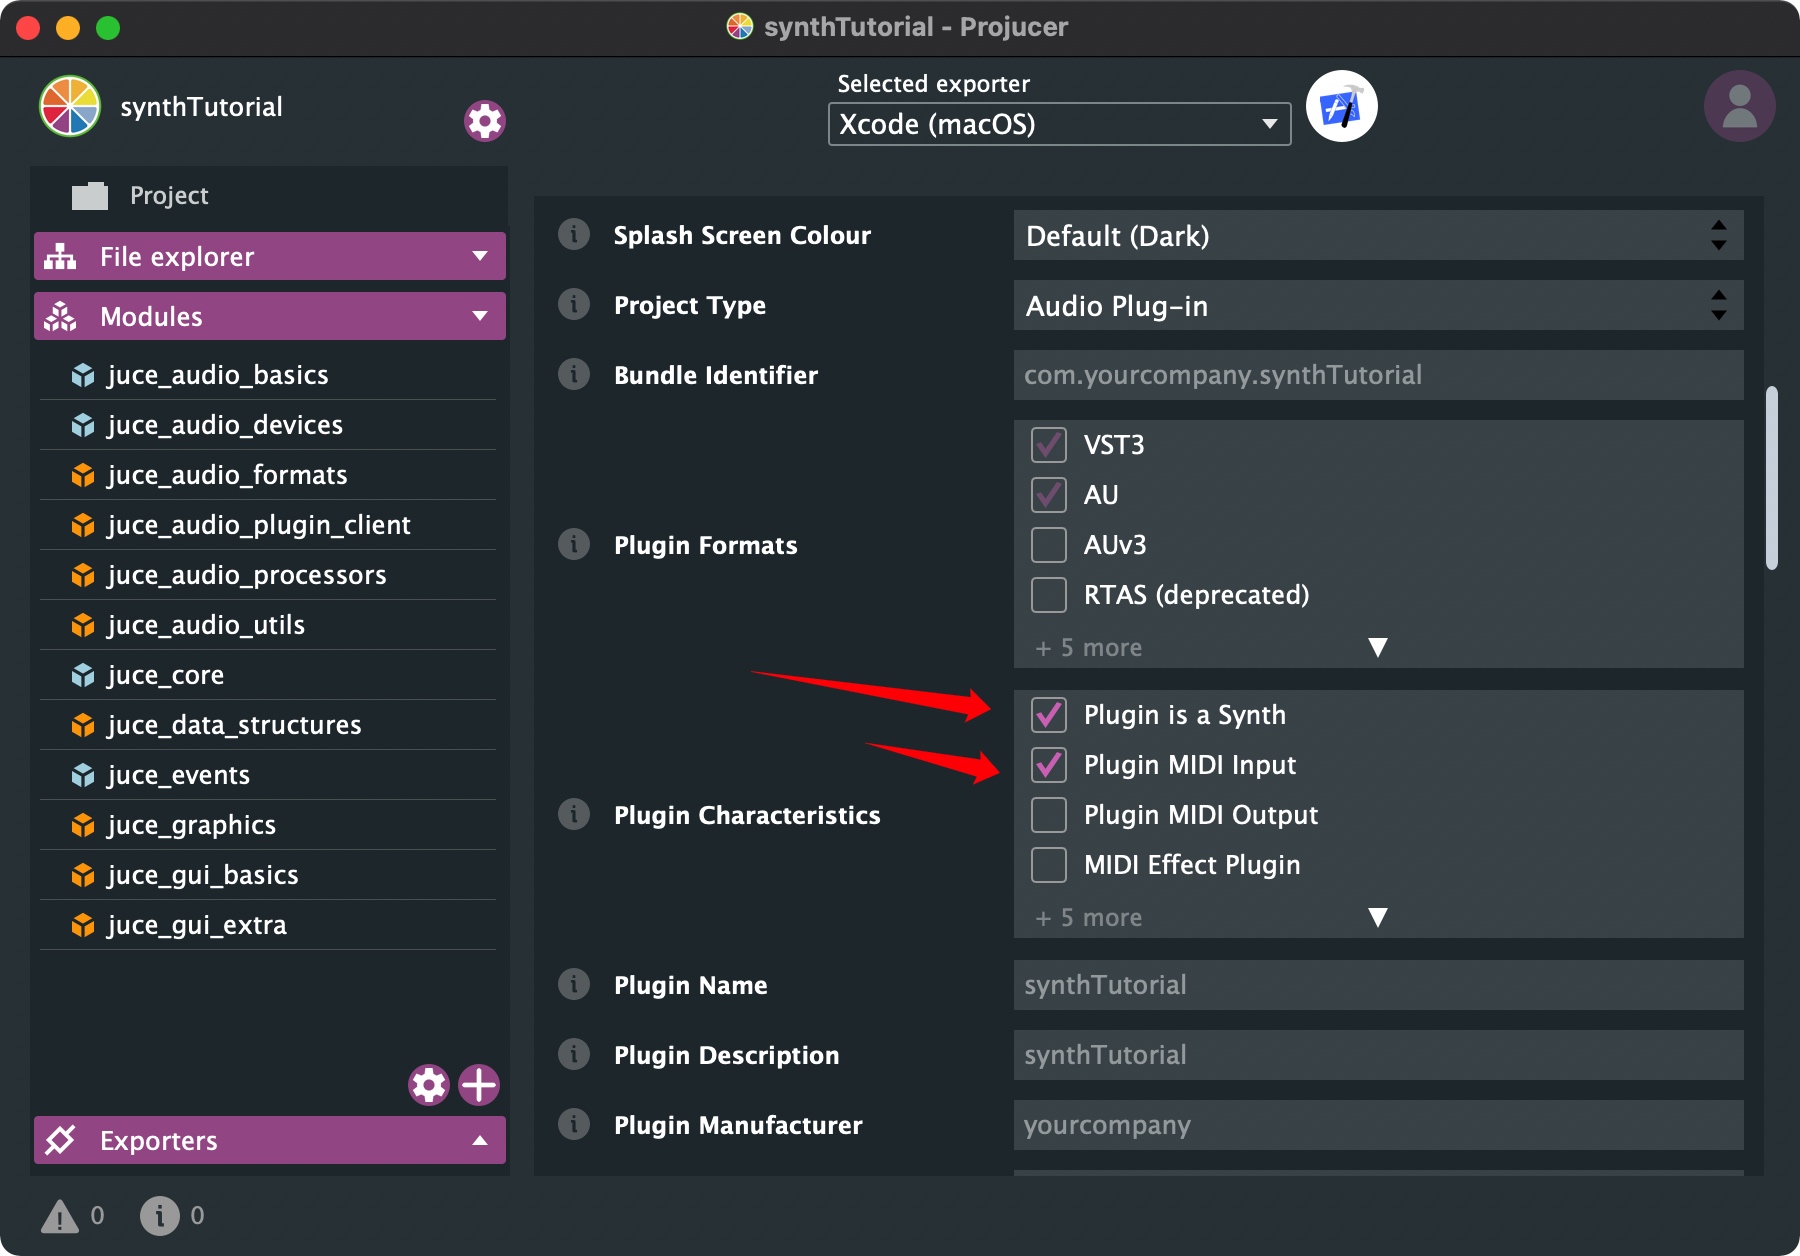 synthTutorial - Projucer
synthTutorial
Selected exporter
Xcode (macOS)
Project
File explorer
Modules
juce_audio_basics
juce_audio_devices
juce_audio_formats
juce_audio_plugin_client
juce_audio_processors
juce_audio_utils
juce_core
juce_data_structures
juce_events
juce_graphics
juce_gui_basics
juce_gui_extra
Exporters
0
0
Splash Screen Colour
Default (Dark)
Project Type
Audio Plug-in
Bundle Identifier
com.yourcompany.synthTutorial
Plugin Formats
VST3
AU
AUv3
RTAS (deprecated)
+ 5 more
Plugin Characteristics
Plugin is a Synth
Plugin MIDI Input
Plugin MIDI Output
MIDI Effect Plugin
+ 5 more
Plugin Name
synthTutorial
Plugin Description
synthTutorial
Plugin Manufacturer
yourcompany